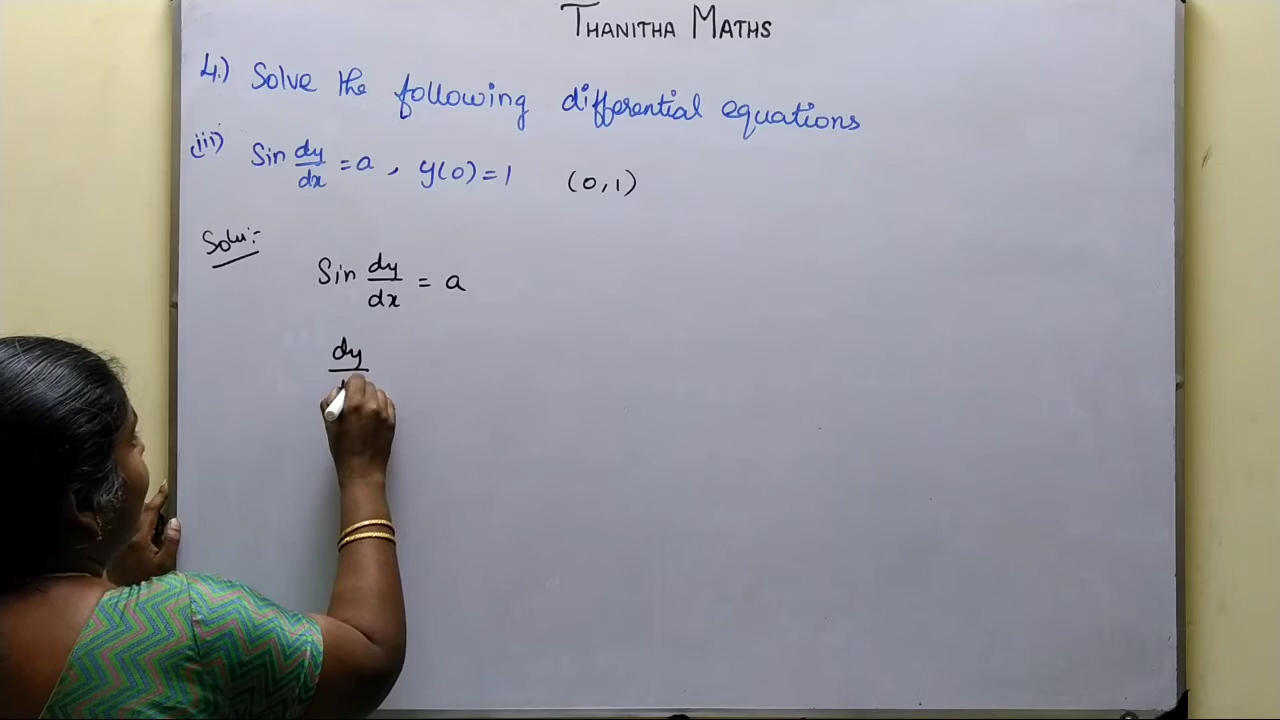 THANITHA MATHS
4.) Solve the following differential equations
(iii) Sin dy/dx = a, y(0)=1 (0,1)
Solu:-
Sin dy/dx = a
dy